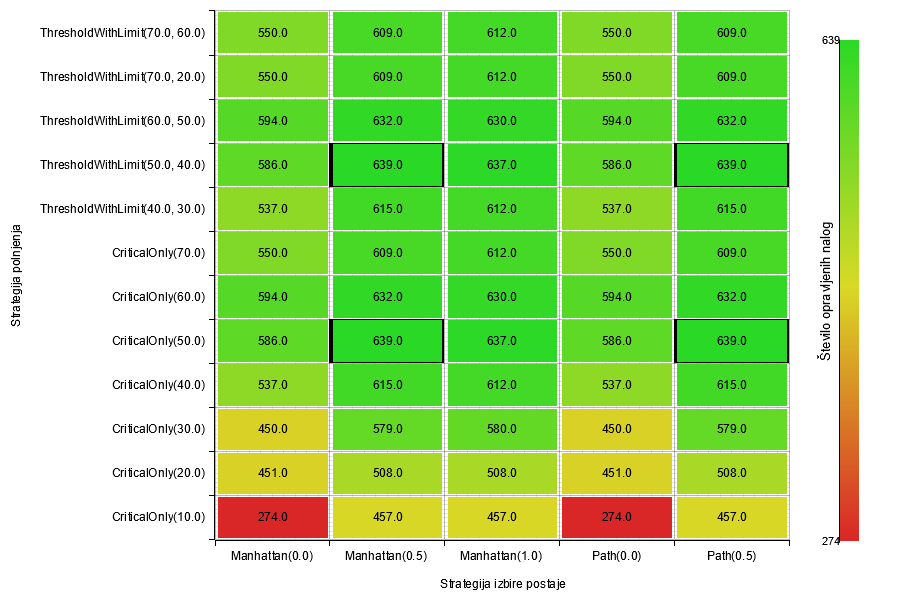 ThresholdWithLimit(70.0, 60.0) 550.0 609.0 612.0 550.0 609.0
ThresholdWithLimit(70.0, 20.0) 550.0 609.0 612.0 550.0 609.0
ThresholdWithLimit(60.0, 50.0) 594.0 632.0 630.0 594.0 632.0
ThresholdWithLimit(50.0, 40.0) 586.0 639.0 637.0 586.0 639.0
ThresholdWithLimit(40.0, 30.0) 537.0 615.0 612.0 537.0 615.0
CriticalOnly(70.0) 550.0 609.0 612.0 550.0 609.0
CriticalOnly(60.0) 594.0 632.0 630.0 594.0 632.0
CriticalOnly(50.0) 586.0 639.0 637.0 586.0 639.0
CriticalOnly(40.0) 537.0 615.0 612.0 537.0 615.0
CriticalOnly(30.0) 450.0 579.0 580.0 450.0 579.0
CriticalOnly(20.0) 451.0 508.0 508.0 451.0 508.0
CriticalOnly(10.0) 274.0 457.0 457.0 274.0 457.0
Manhattan(0.0) Manhattan(0.5) Manhattan(1.0) Path(0.0) Path(0.5)
Strategija izbire postaje
Strategija polnjenja
639
Število opravljenih nalog
274